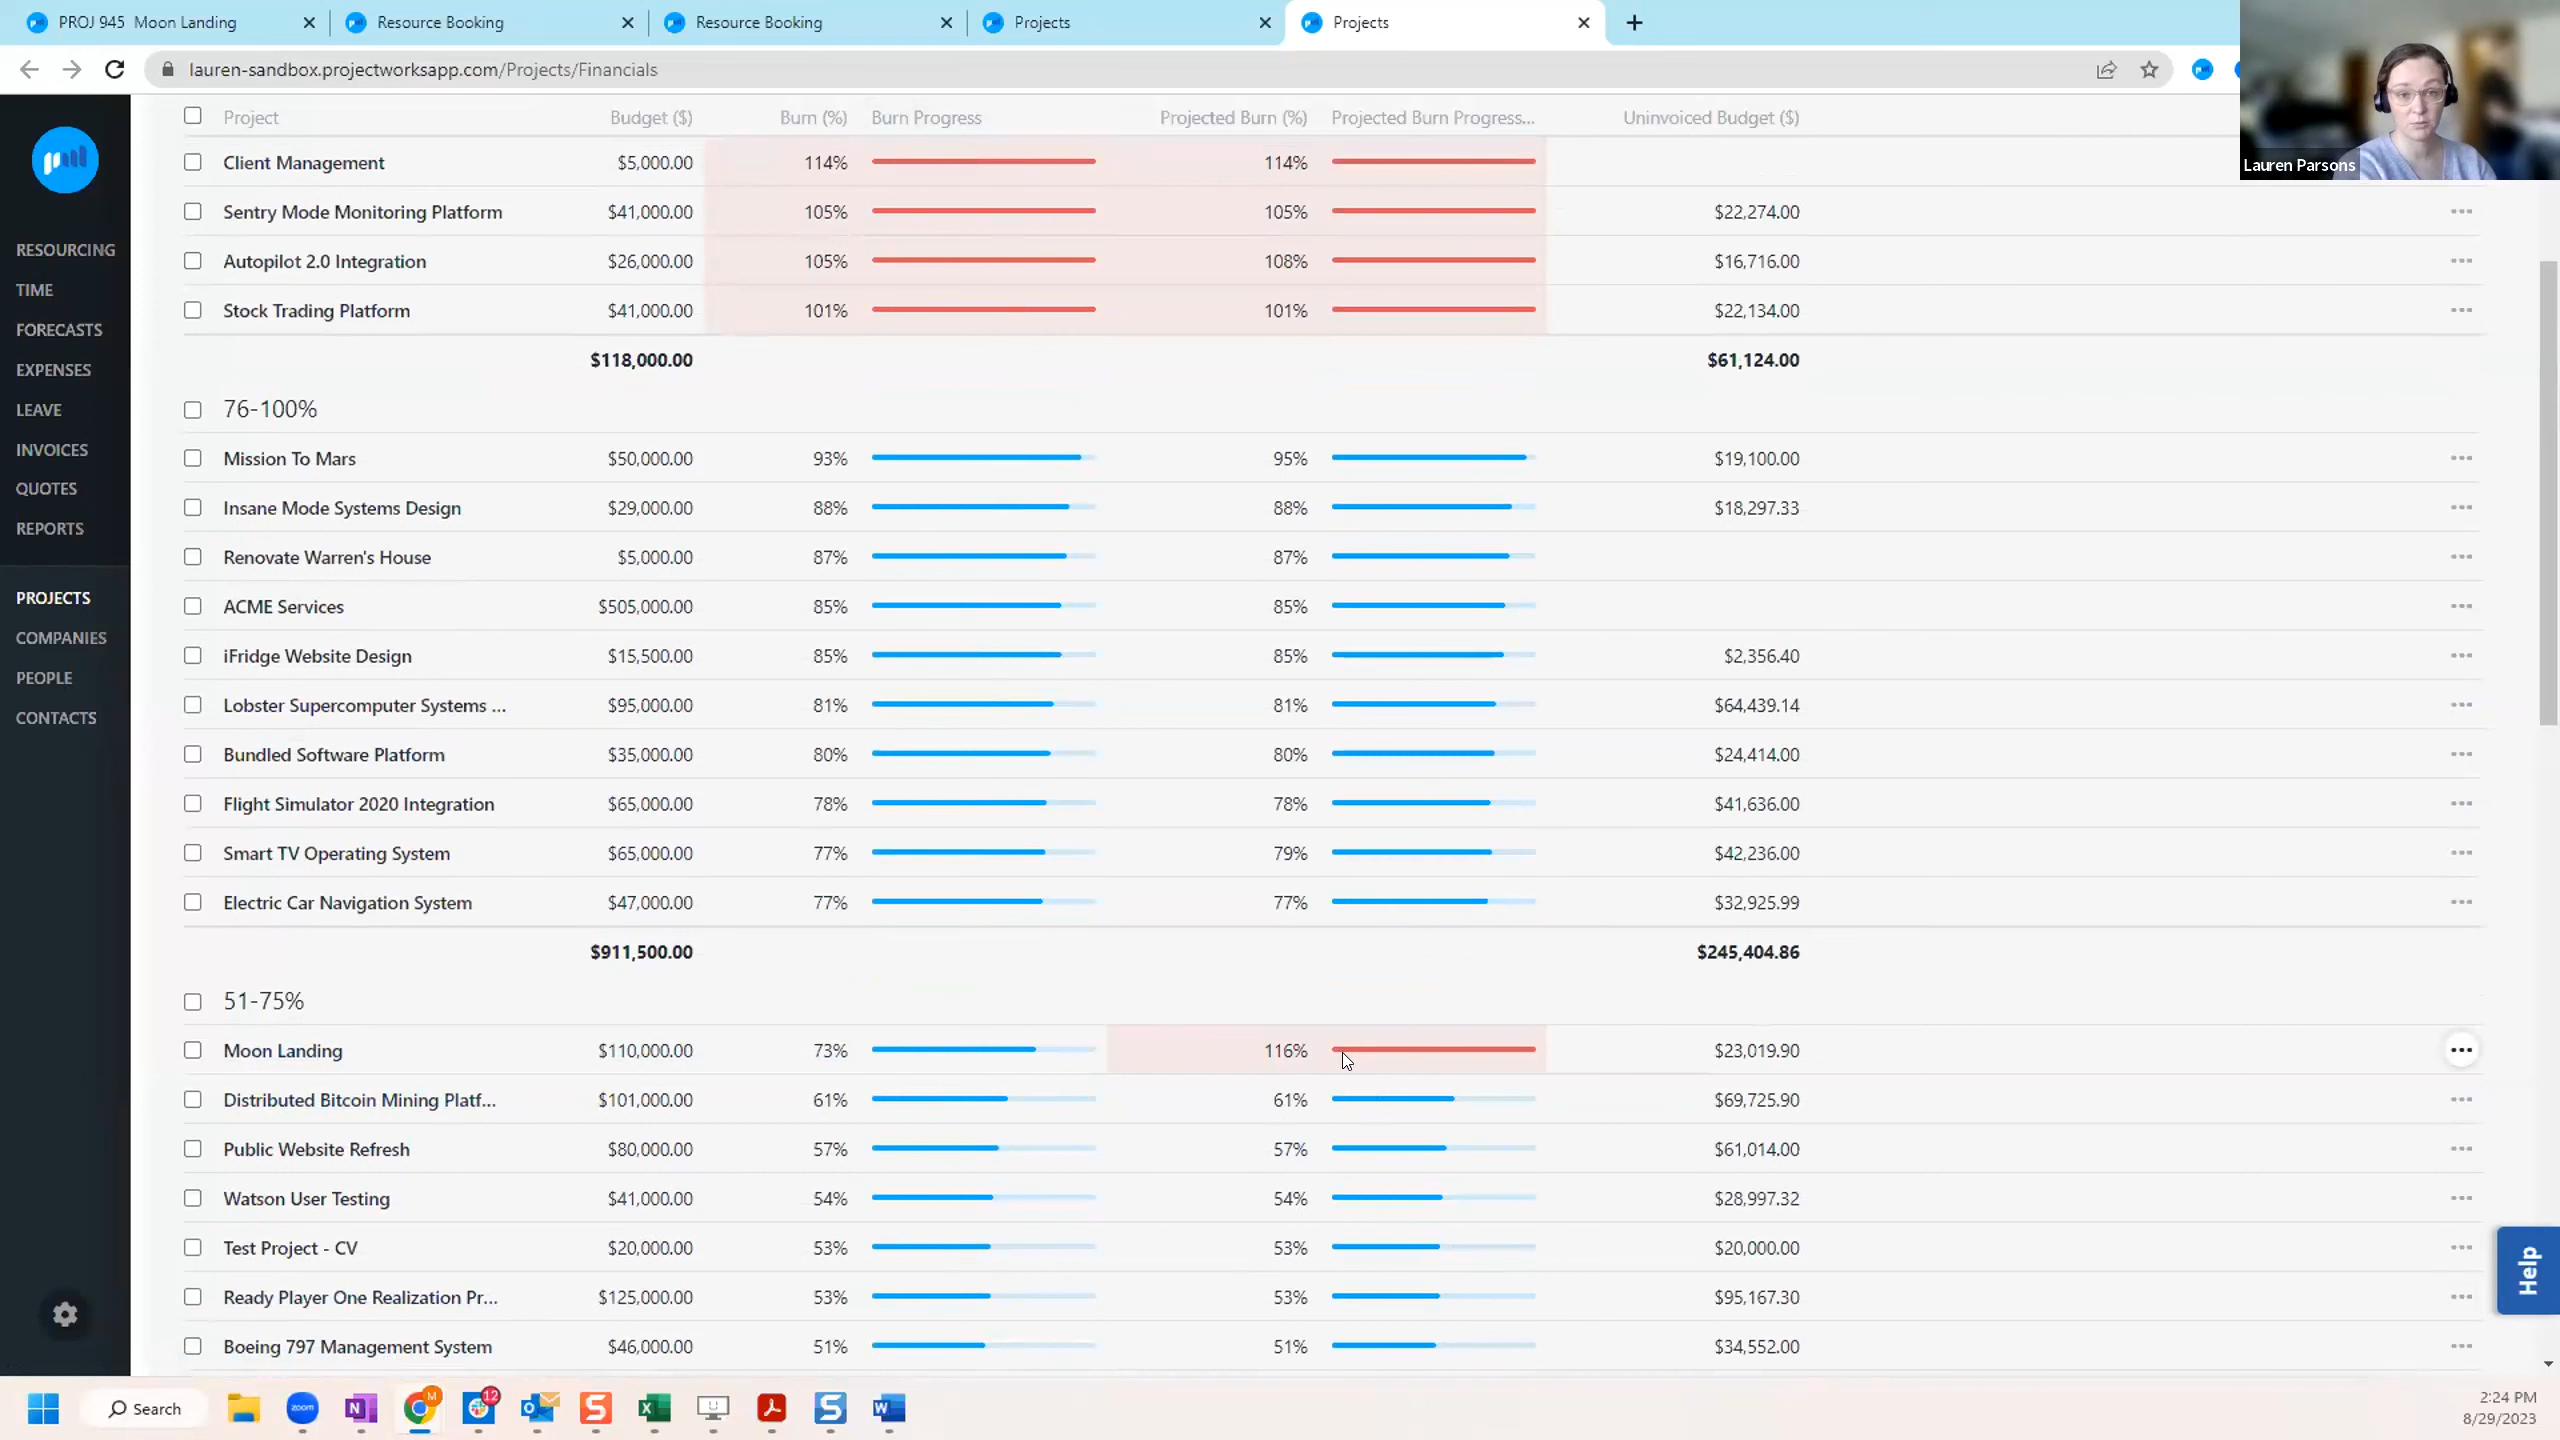 PROJ 945 Moon Landing
Resource Booking
Resource Booking
Projects
Projects
lauren-sandbox.projectworksapp.com/Projects/Financials
Lauren Parsons
RESOURCING
TIME
FORECASTS
EXPENSES
LEAVE
INVOICES
QUOTES
REPORTS
PROJECTS
COMPANIES
PEOPLE
CONTACTS
Project Budget ($) Burn (%) Burn Progress Projected Burn (%) Projected Burn Progress... Uninvoiced Budget ($)
Client Management $5,000.00 114% 114%
Sentry Mode Monitoring Platform $41,000.00 105% 105% $22,274.00
Autopilot 2.0 Integration $26,000.00 105% 108% $16,716.00
Stock Trading Platform $41,000.00 101% 101% $22,134.00
$118,000.00 $61,124.00
76-100%
Mission To Mars $50,000.00 93% 95% $19,100.00
Insane Mode Systems Design $29,000.00 88% 88% $18,297.33
Renovate Warren's House $5,000.00 87% 87%
ACME Services $505,000.00 85% 85%
iFridge Website Design $15,500.00 85% 85% $2,356.40
Lobster Supercomputer Systems ... $95,000.00 81% 81% $64,439.14
Bundled Software Platform $35,000.00 80% 80% $24,414.00
Flight Simulator 2020 Integration $65,000.00 78% 78% $41,636.00
Smart TV Operating System $65,000.00 77% 79% $42,236.00
Electric Car Navigation System $47,000.00 77% 77% $32,925.99
$911,500.00 $245,404.86
51-75%
Moon Landing $110,000.00 73% 116% $23,019.90
Distributed Bitcoin Mining Platf... $101,000.00 61% 61% $69,725.90
Public Website Refresh $80,000.00 57% 57% $61,014.00
Watson User Testing $41,000.00 54% 54% $28,997.32
Test Project - CV $20,000.00 53% 53% $20,000.00
Ready Player One Realization Pr... $125,000.00 53% 53% $95,167.30
Boeing 797 Management System $46,000.00 51% 51% $34,552.00
Help
Search
zoom
N
M
12
O
S
X
S
W
2:24 PM
8/29/2023